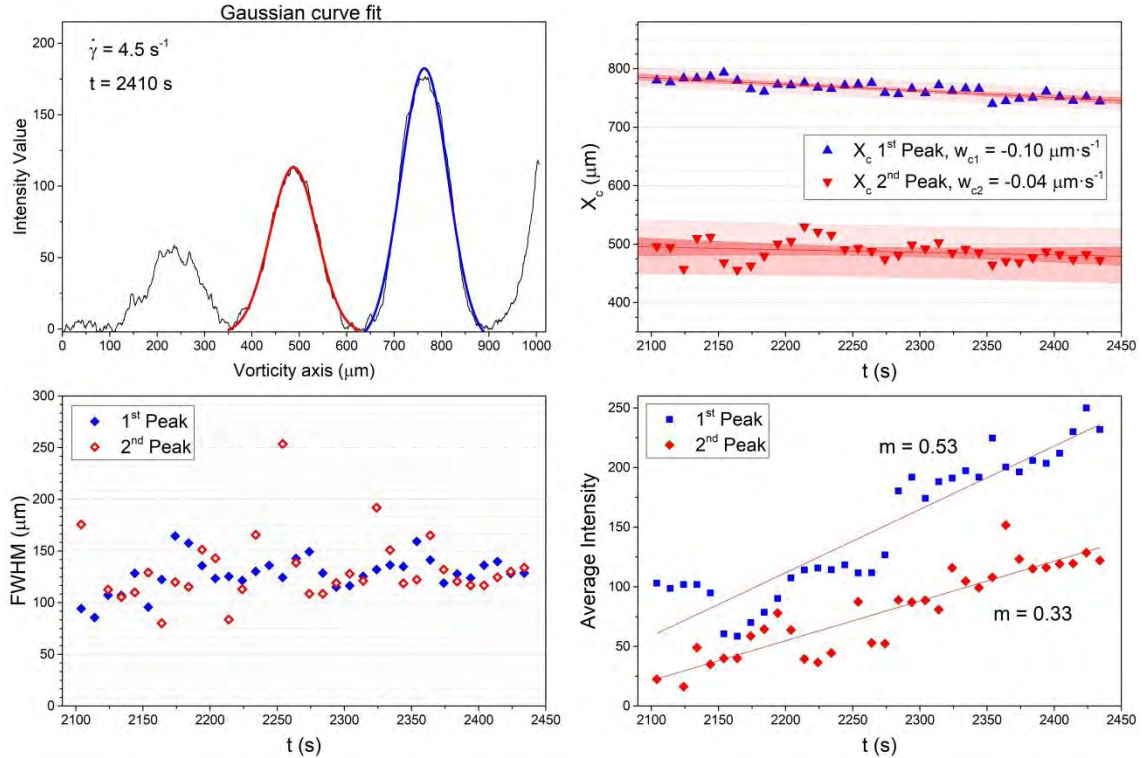 Gaussian curve fit
γ̇ = 4.5 s⁻¹
t = 2410 s
Intensity Value
200
150
100
50
0
0 100 200 300 400 500 600 700 800 900 1000
Vorticity axis (μm)
X꜀ (μm)
900
800
700
600
500
400
X꜀ 1ˢᵗ Peak, w꜀₁ = -0.10 μm·s⁻¹
X꜀ 2ⁿᵈ Peak, w꜀₂ = -0.04 μm·s⁻¹
2100 2150 2200 2250 2300 2350 2400 2450
t (s)
FWHM (μm)
300
250
200
150
100
50
0
1ˢᵗ Peak
2ⁿᵈ Peak
2100 2150 2200 2250 2300 2350 2400 2450
t (s)
Average Intensity
250
200
150
100
50
0
1ˢᵗ Peak
2ⁿᵈ Peak
m = 0.53
m = 0.33
2100 2150 2200 2250 2300 2350 2400 2450
t (s)